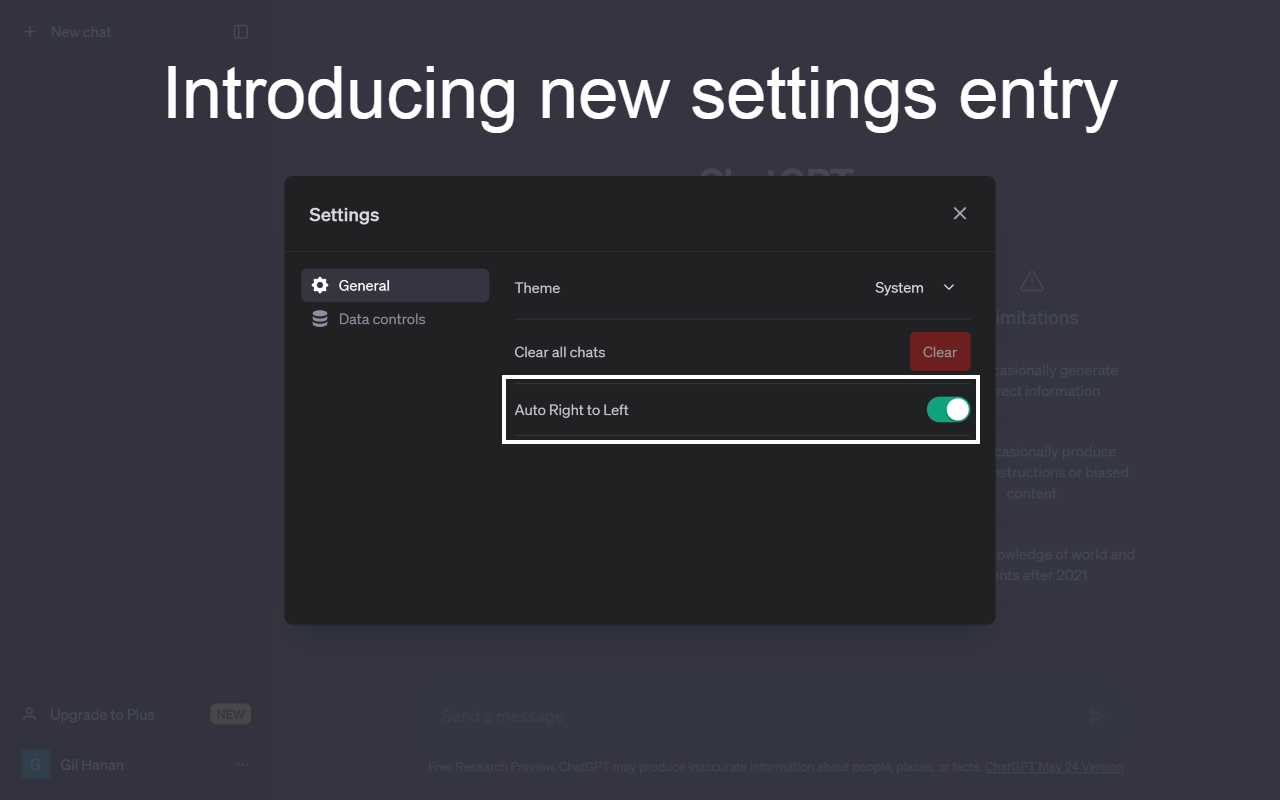 New chat
Introducing new settings entry
Settings
General
Data controls
Theme
System
Clear all chats
Clear
Auto Right to Left
casionally generate
rect information
casionally produce
nstructions or biased
content
owledge of world and
ents after 2021
Upgrade to Plus
NEW
G
Gil Hanan
Send a message
Free Research Preview. ChatGPT may produce inaccurate information about people, places, or facts. ChatGPT May 24 Version